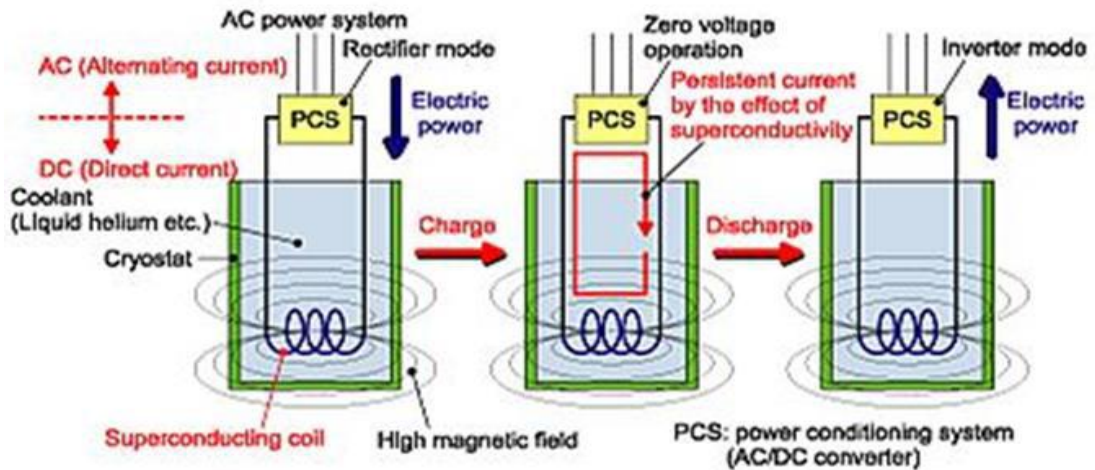 AC power system
Rectifier mode
AC (Alternating current)
PCS
Electric
power
DC (Direct current)
Coolant
(Liquid helium etc.)
Cryostat
Superconducting coil
High magnetic field
Charge
Zero voltage
operation
Persistent current
by the effect of
superconductivity
PCS
Discharge
Inverter mode
PCS
Electric
power
PCS: power conditioning system
(AC/DC converter)